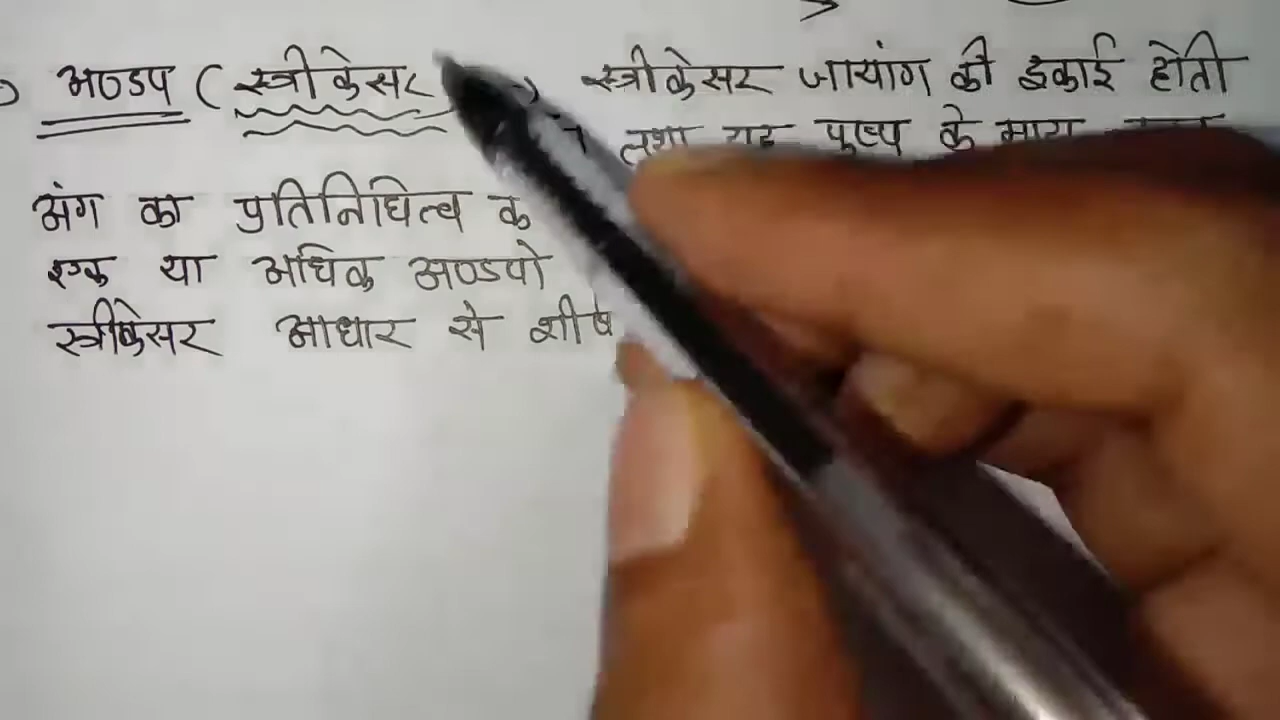 अण्डप ( स्त्रीकेसर ) स्त्रीकेसर जायांग की इकाई होती
तथा यह पुष्प के मादा
अंग का प्रतिनिधित्व क
एक या अधिक अण्डपो
स्त्रीकेसर आधार से शीर्ष